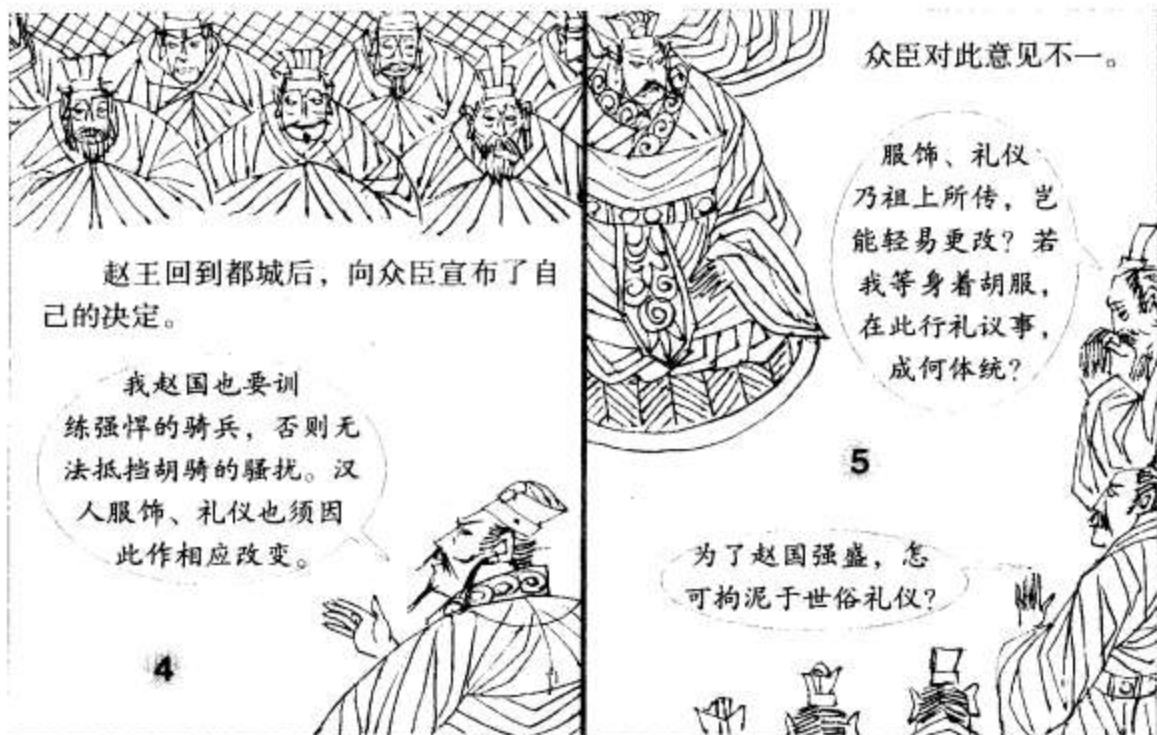 赵王回到都城后，向众臣宣布了自
己的决定。
我赵国也要训
练强悍的骑兵，否则无
法抵挡胡骑的骚扰。汉
人服饰、礼仪也须因
此作相应改变。
4
众臣对此意见不一。
服饰、礼仪
乃祖上所传，岂
能轻易更改？若
我等身着胡服，
在此行礼议事，
成何体统？
5
为了赵国强盛，怎
可拘泥于世俗礼仪？